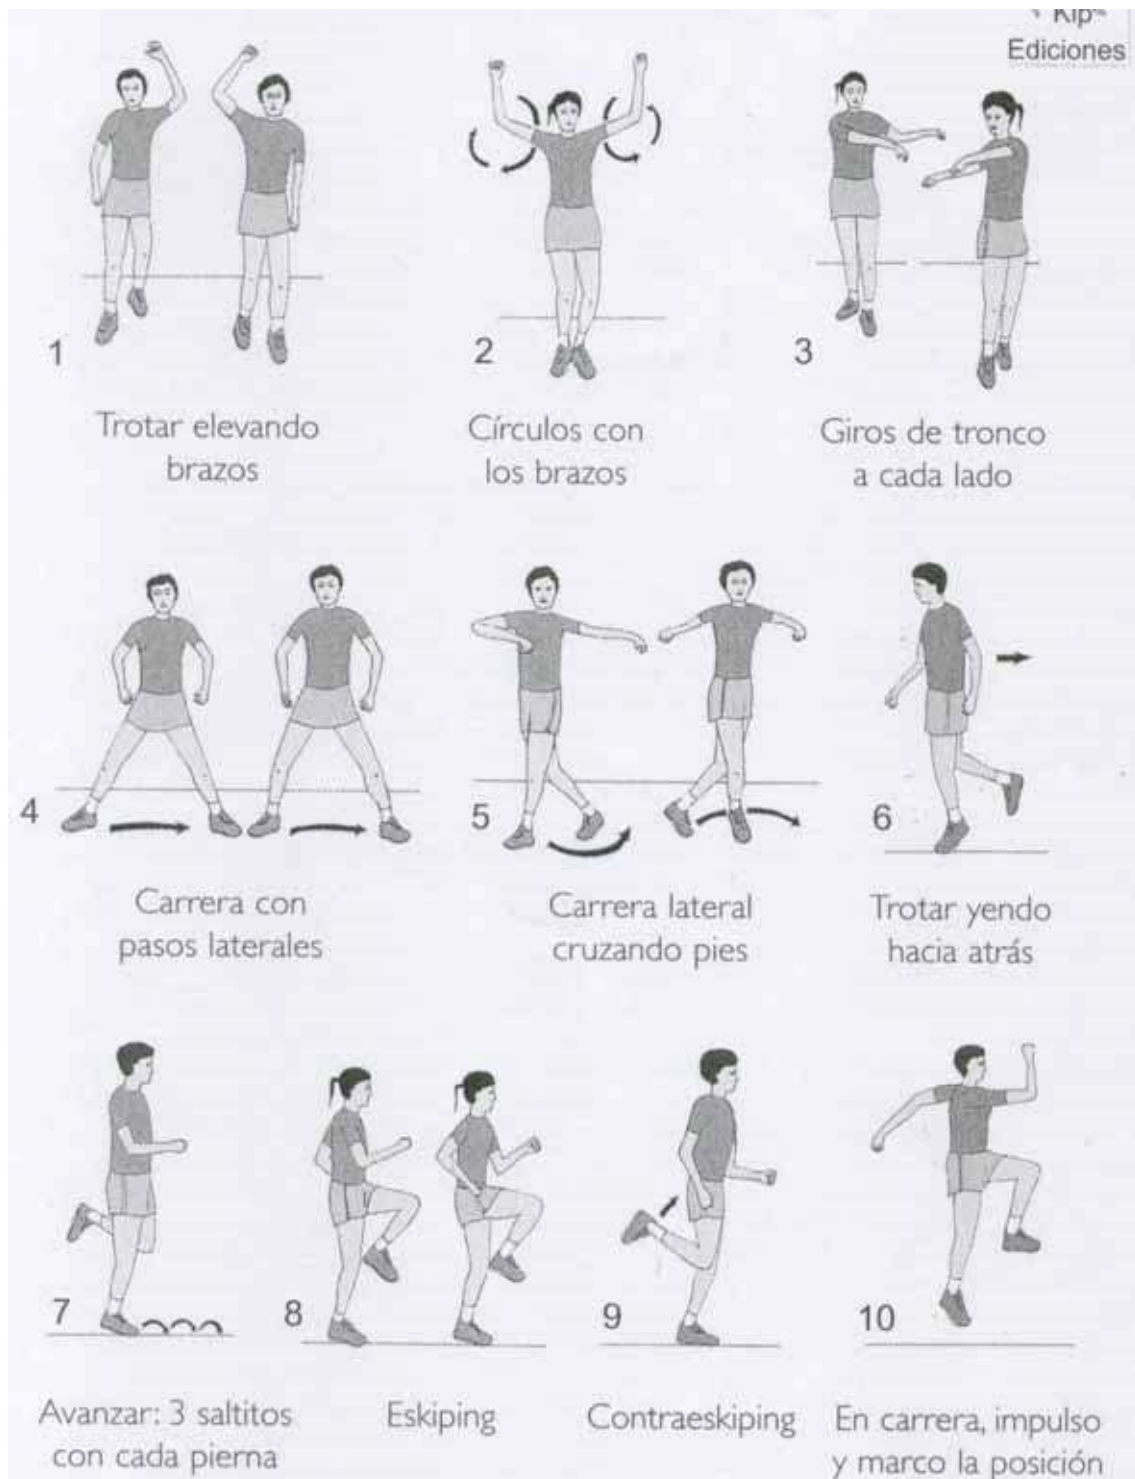 Kip
Ediciones
1
2
3
Trotar elevando
brazos
Círculos con
los brazos
Giros de tronco
a cada lado
4
5
6
Carrera con
pasos laterales
Carrera lateral
cruzando pies
Trotar yendo
hacia atrás
7
8
9
10
Avanzar: 3 saltitos
con cada pierna
Eskiping
Contraeskiping
En carrera, impulso
y marco la posición